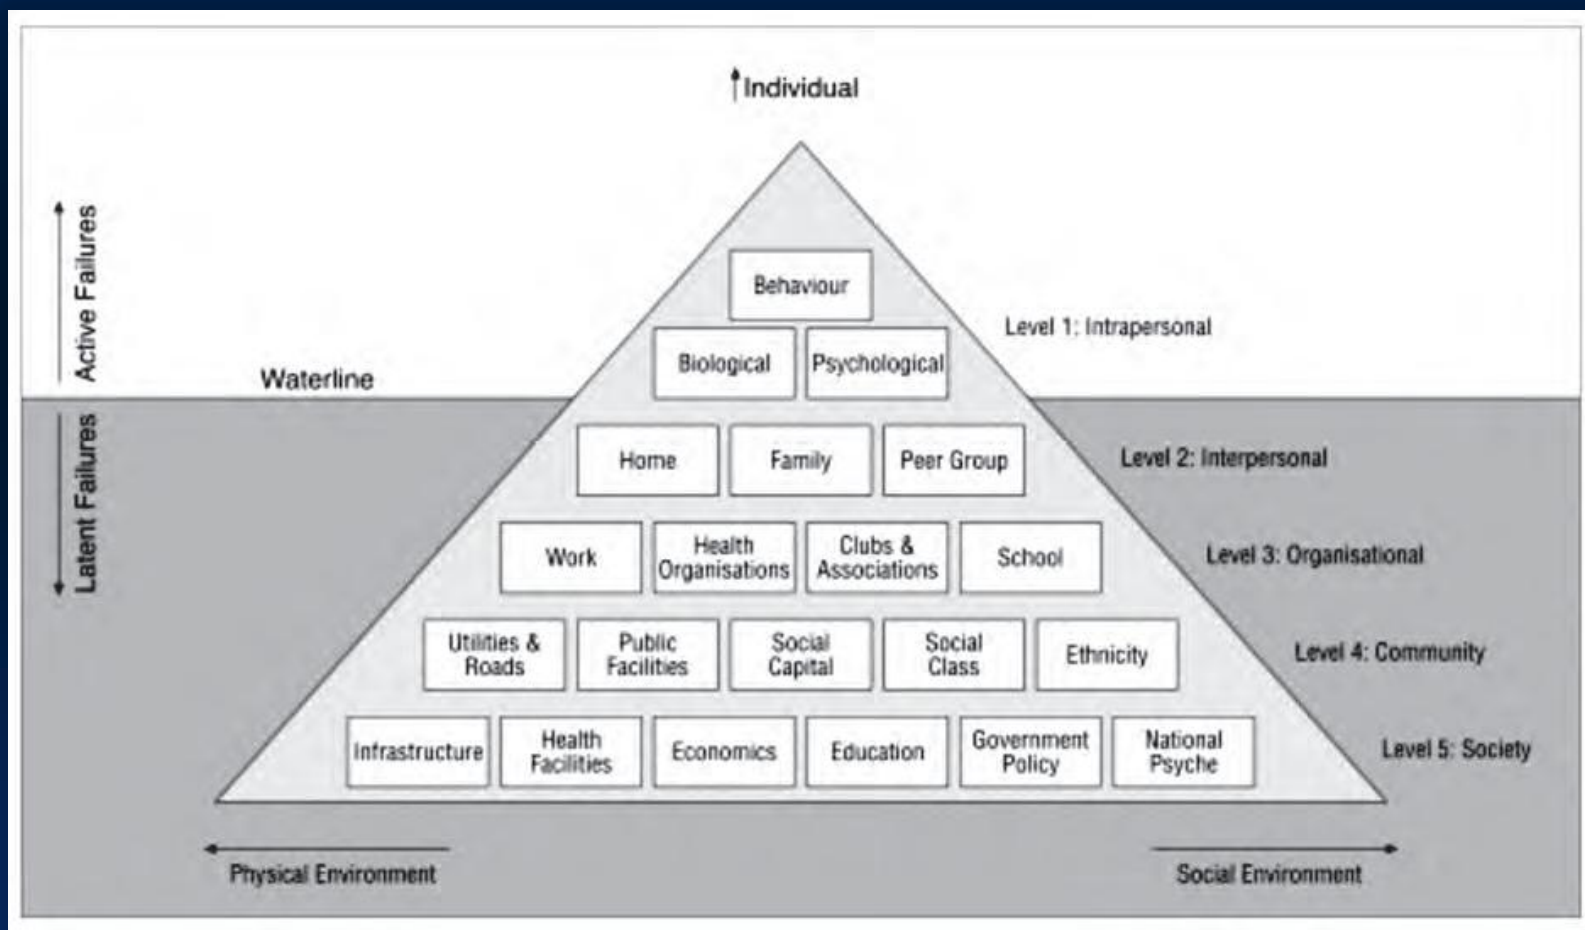 Individual
Active Failures
Behaviour
Level 1: Intrapersonal
Biological
Psychological
Waterline
Latent Failures
Home
Family
Peer Group
Level 2: Interpersonal
Work
Health
Organisations
Clubs &
Associations
School
Level 3: Organisational
Utilities &
Roads
Public
Facilities
Social
Capital
Social
Class
Ethnicity
Level 4: Community
Infrastructure
Health
Facilities
Economics
Education
Government
Policy
National
Psyche
Level 5: Society
Physical Environment
Social Environment